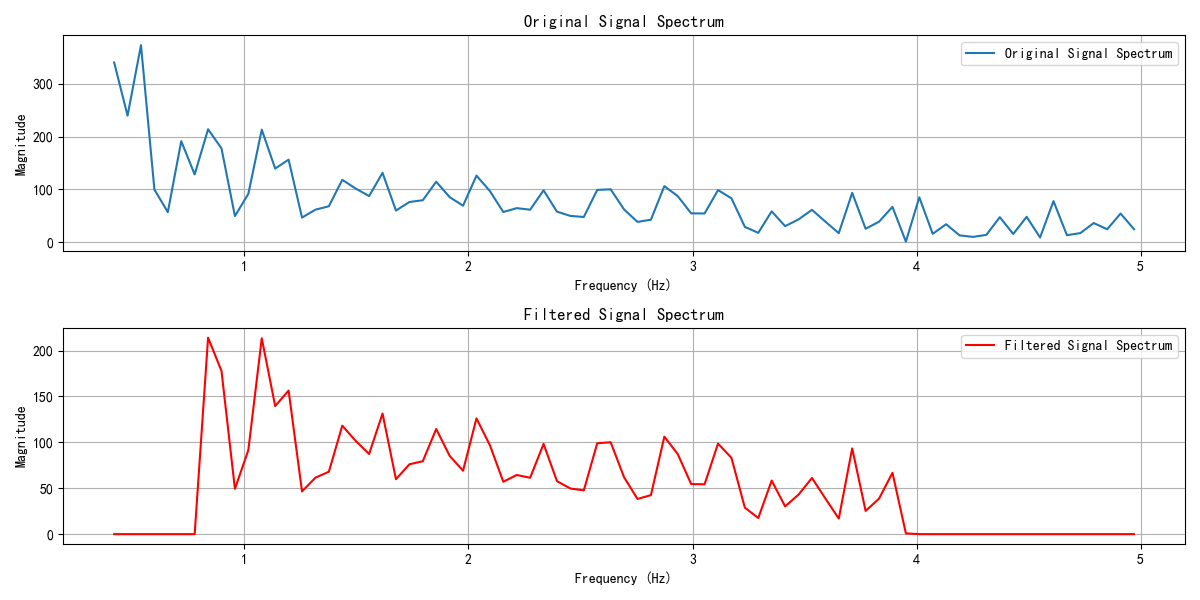 Original Signal Spectrum
Original Signal Spectrum
Magnitude
300
200
100
0
1 2 3 4 5
Frequency (Hz)
Filtered Signal Spectrum
Filtered Signal Spectrum
Magnitude
200
150
100
50
0
1 2 3 4 5
Frequency (Hz)